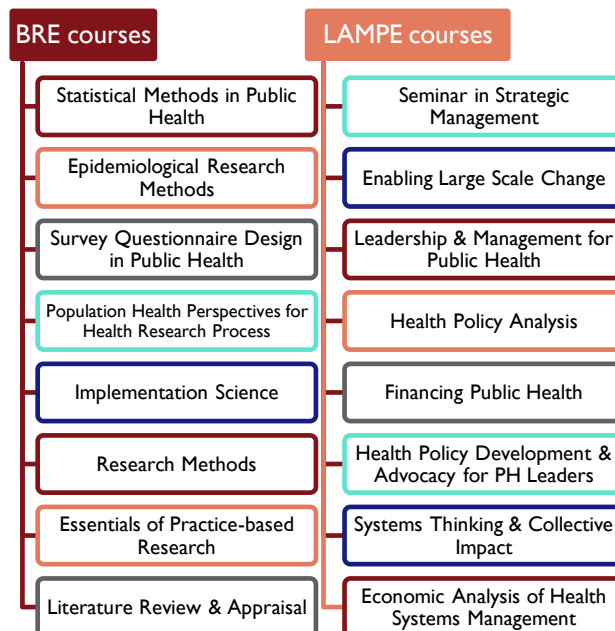 BRE courses
Statistical Methods in Public
Health
Epidemiological Research
Methods
Survey Questionnaire Design
in Public Health
Population Health Perspectives for
Health Research Process
Implementation Science
Research Methods
Essentials of Practice-based
Research
Literature Review & Appraisal
LAMPE courses
Seminar in Strategic
Management
Enabling Large Scale Change
Leadership & Management for
Public Health
Health Policy Analysis
Financing Public Health
Health Policy Development &
Advocacy for PH Leaders
Systems Thinking & Collective
Impact
Economic Analysis of Health
Systems Management